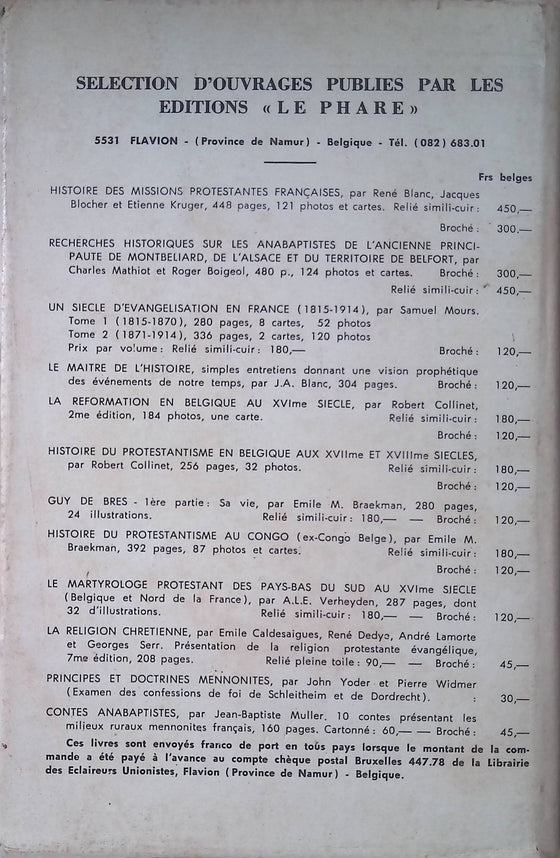 SELECTION D'OUVRAGES PUBLIES PAR LES
EDITIONS « LE PHARE »
5531 FLAVION - (Province de Namur) - Belgique - Tél. (082) 683.01
Frs belges
HISTOIRE DES MISSIONS PROTESTANTES FRANÇAISES, par René Blanc, Jacques
Blocher et Etienne Kruger, 448 pages, 121 photos et cartes. Relié simili-cuir : 450,—
Broché : 300,—
RECHERCHES HISTORIQUES SUR LES ANABAPTISTES DE L'ANCIENNE PRINCI-
PAUTE DE MONTBELIARD, DE L'ALSACE ET DU TERRITOIRE DE BELFORT, par
Charles Mathiot et Roger Boigeol, 480 p., 124 photos et cartes. Broché : 300,—
Relié simili-cuir : 450,—
UN SIECLE D'EVANGELISATION EN FRANCE (1815-1914), par Samuel Mours.
Tome 1 (1815-1870), 280 pages, 8 cartes, 52 photos
Tome 2 (1871-1914), 336 pages, 2 cartes, 120 photos
Prix par volume : Relié simili-cuir : 180,— Broché : 120,—
LE MAITRE DE L'HISTOIRE, simples entretiens donnant une vision prophétique
des événements de notre temps, par J.A. Blanc, 304 pages. Broché : 120,—
LA REFORMATION EN BELGIQUE AU XVIme SIECLE, par Robert Collinet,
2me édition, 184 photos, une carte. Relié simili-cuir : 180,—
Broché : 120,—
HISTOIRE DU PROTESTANTISME EN BELGIQUE AUX XVIIme ET XVIIIme SIECLES,
par Robert Collinet, 256 pages, 32 photos. Relié simili-cuir : 180,—
Broché : 120,—
GUY DE BRES - 1ère partie : Sa vie, par Emile M. Braekman, 280 pages,
24 illustrations. Relié simili-cuir : 180,— — Broché : 120,—
HISTOIRE DU PROTESTANTISME AU CONGO (ex-Congo Belge), par Emile M.
Braekman, 392 pages, 87 photos et cartes. Relié simili-cuir : 180,—
Broché : 120,—
LE MARTYROLOGE PROTESTANT DES PAYS-BAS DU SUD AU XVIme SIECLE
(Belgique et Nord de la France), par A.L.E. Verheyden, 287 pages, dont
32 d'illustrations. Relié simili-cuir : 180,— — Broché : 120,—
LA RELIGION CHRETIENNE, par Emile Caldesaigues, René Dedye, André Lamorte
et Georges Serr. Présentation de la religion protestante évangélique,
7me édition, 208 pages. Relié pleine toile : 90,— — Broché : 45,—
PRINCIPES ET DOCTRINES MENNONITES, par John Yoder et Pierre Widmer
(Examen des confessions de foi de Schleitheim et de Dordrecht). : 30,—
CONTES ANABAPTISTES, par Jean-Baptiste Muller. 10 contes présentant les
milieux ruraux mennonites français, 160 pages. Cartonné : 60,— — Broché : 45,—
Ces livres sont envoyés franco de port en tous pays lorsque le montant de la com-
mande a été payé à l'avance au compte chèque postal Bruxelles 447.78 de la Librairie
des Eclaireurs Unionistes, Flavion (Province de Namur) - Belgique.